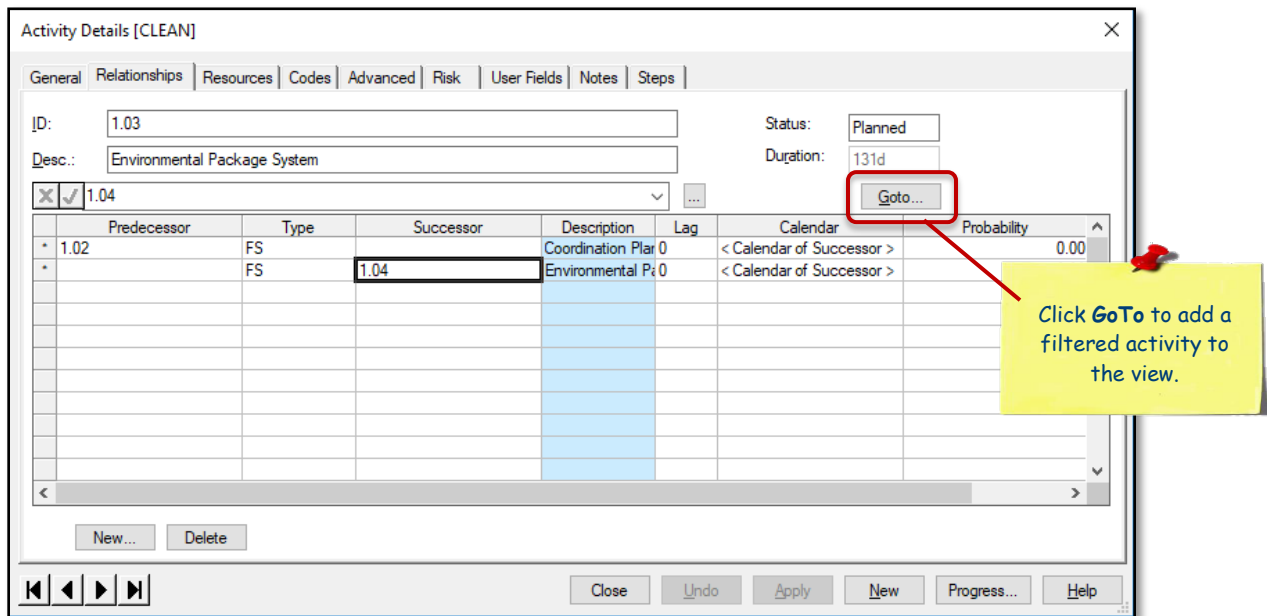 Activity Details [CLEAN]
General Relationships Resources Codes Advanced Risk User Fields Notes Steps
ID: 1.03 Status: Planned
Desc.: Environmental Package System Duration: 131d
1.04 ... Goto...
Predecessor Type Successor Description Lag Calendar Probability
* 1.02 FS Coordination Plar 0 < Calendar of Successor > 0.00
* FS 1.04 Environmental Pa 0 < Calendar of Successor >
Click GoTo to add a
filtered activity to
the view.
New... Delete
Close Undo Apply New Progress... Help